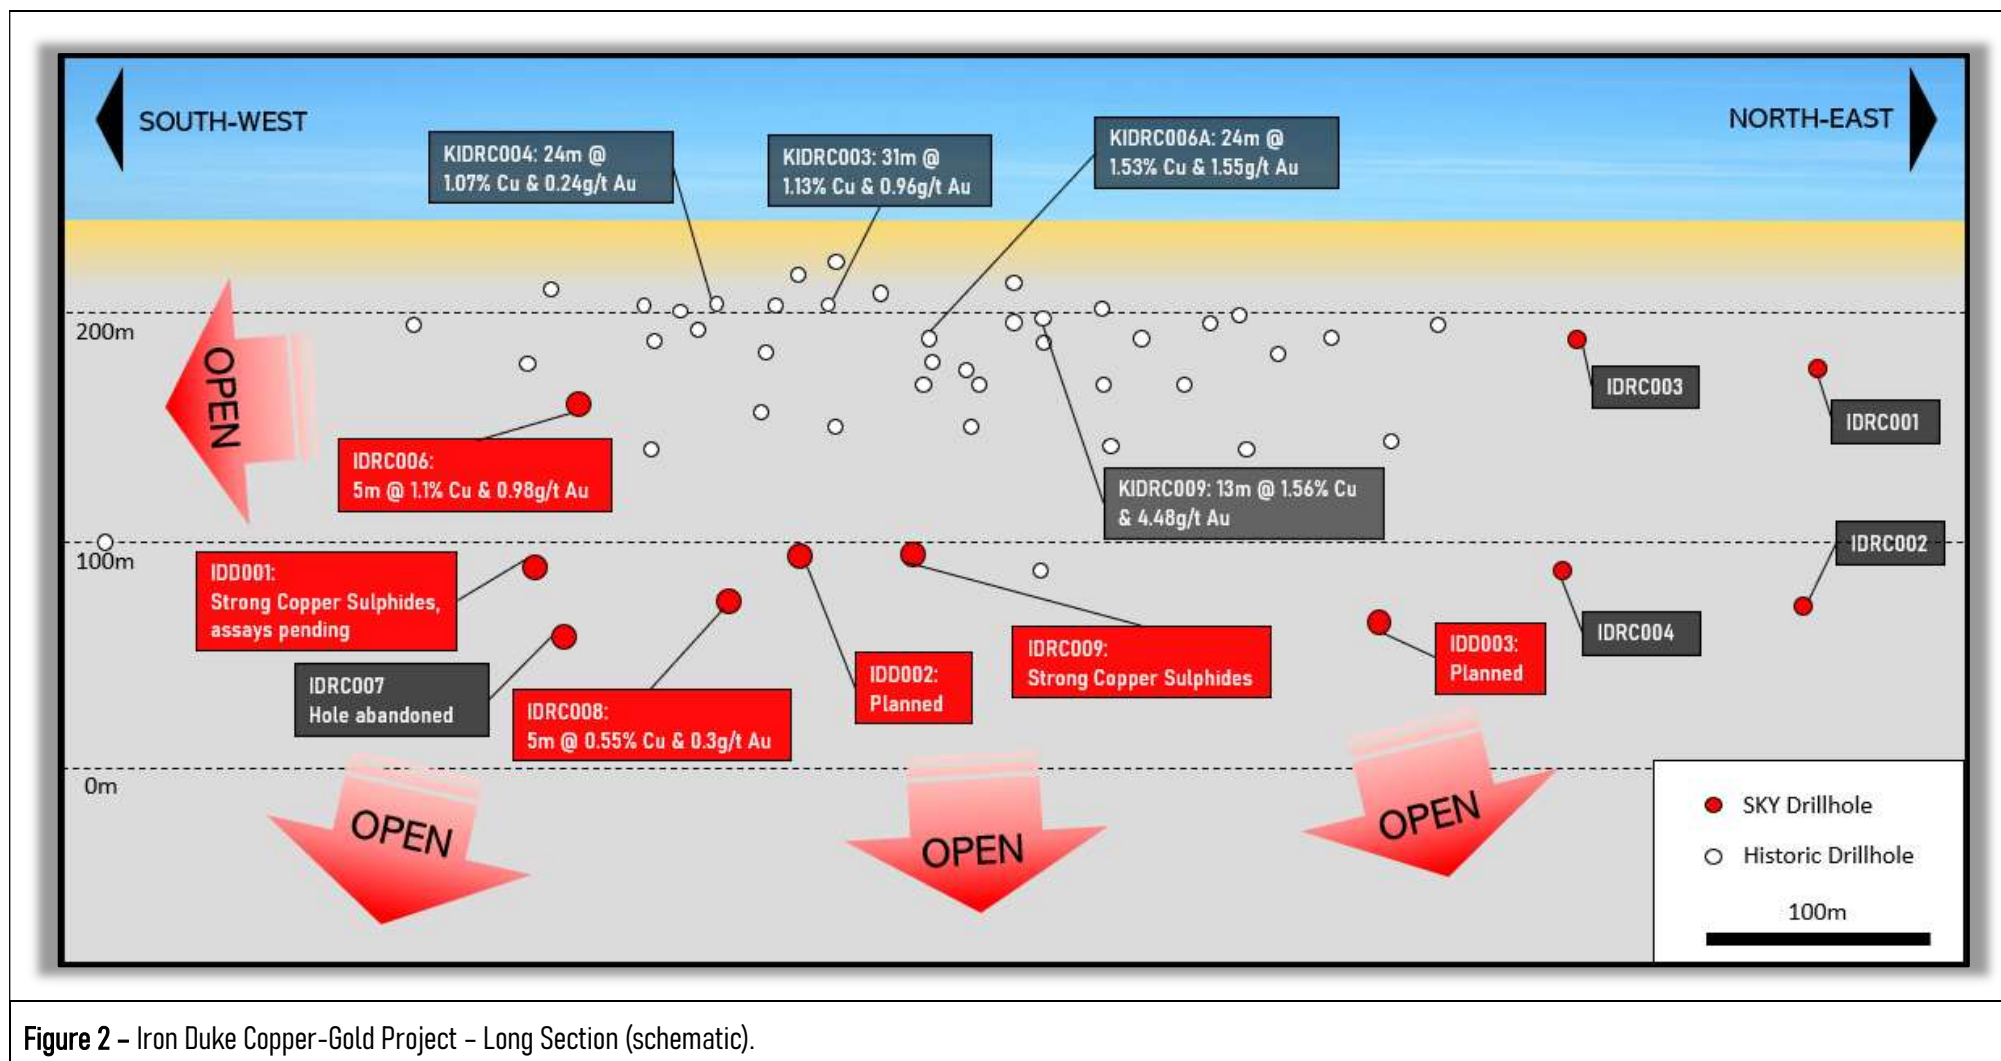 SOUTH-WEST
NORTH-EAST
KIDRC004: 24m @
1.07% Cu & 0.24g/t Au
KIDRC003: 31m @
1.13% Cu & 0.96g/t Au
KIDRC006A: 24m @
1.53% Cu & 1.55g/t Au
200m
OPEN
IDRC003
IDRC001
IDRC006:
5m @ 1.1% Cu & 0.98g/t Au
KIDRC009: 13m @ 1.56% Cu
& 4.48g/t Au
100m
IDRC002
IDD001:
Strong Copper Sulphides,
assays pending
IDRC004
IDRC009:
Strong Copper Sulphides
IDD003:
Planned
IDD002:
Planned
IDRC007
Hole abandoned
IDRC008:
5m @ 0.55% Cu & 0.3g/t Au
0m
OPEN
OPEN
OPEN
SKY Drillhole
Historic Drillhole
100m
Figure 2 – Iron Duke Copper-Gold Project – Long Section (schematic).